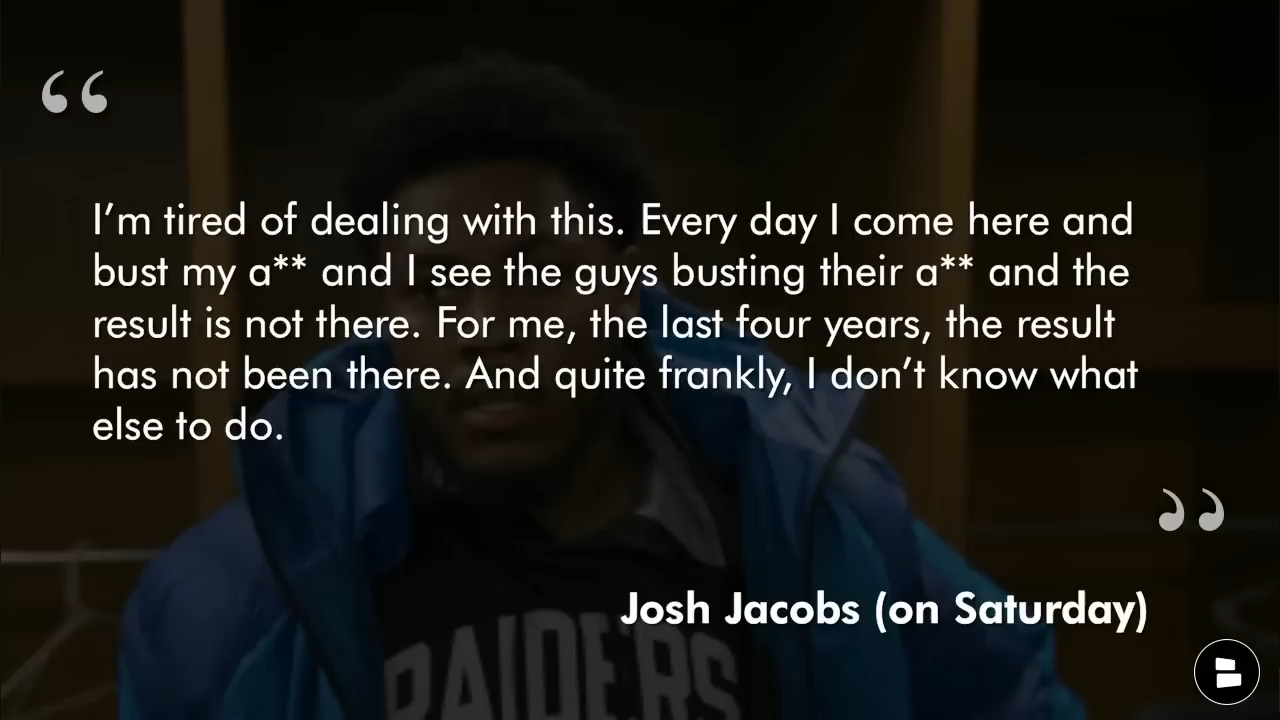 “
I’m tired of dealing with this. Every day I come here and
bust my a** and I see the guys busting their a** and the
result is not there. For me, the last four years, the result
has not been there. And quite frankly, I don’t know what
else to do.
”
Josh Jacobs (on Saturday)
RAIDERS